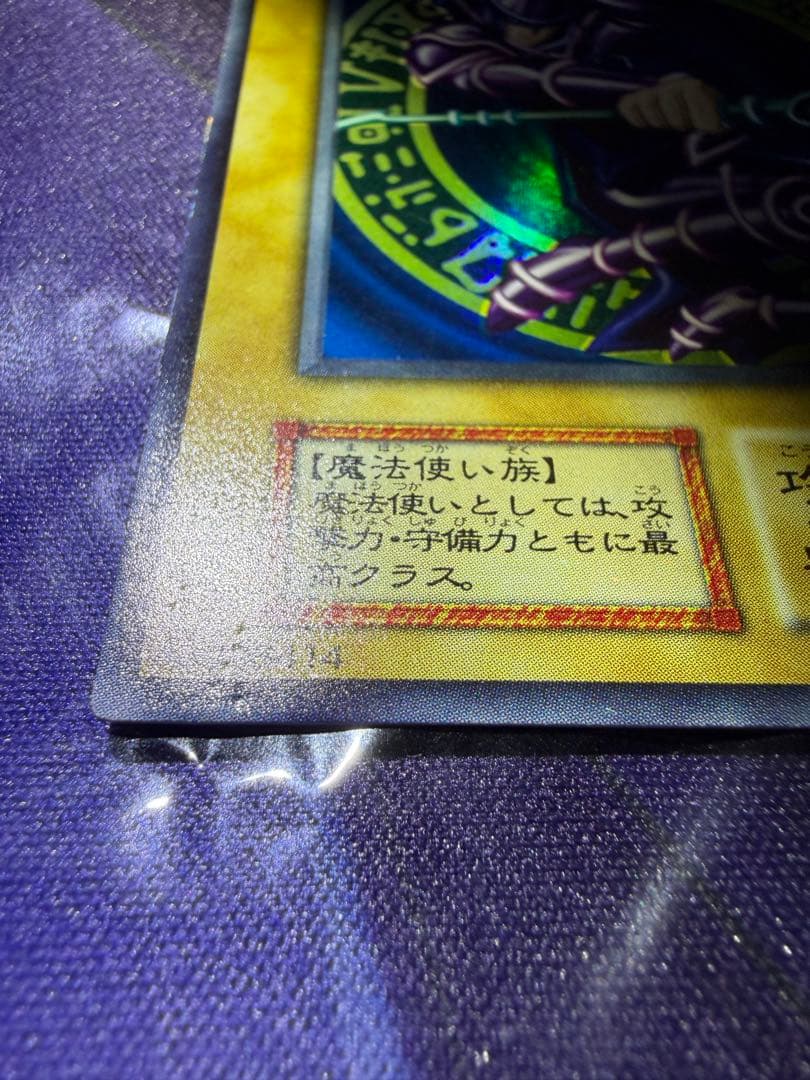 【魔法使い族】
魔法使いとしては、攻
撃力・守備力ともに最
高クラス。
攻